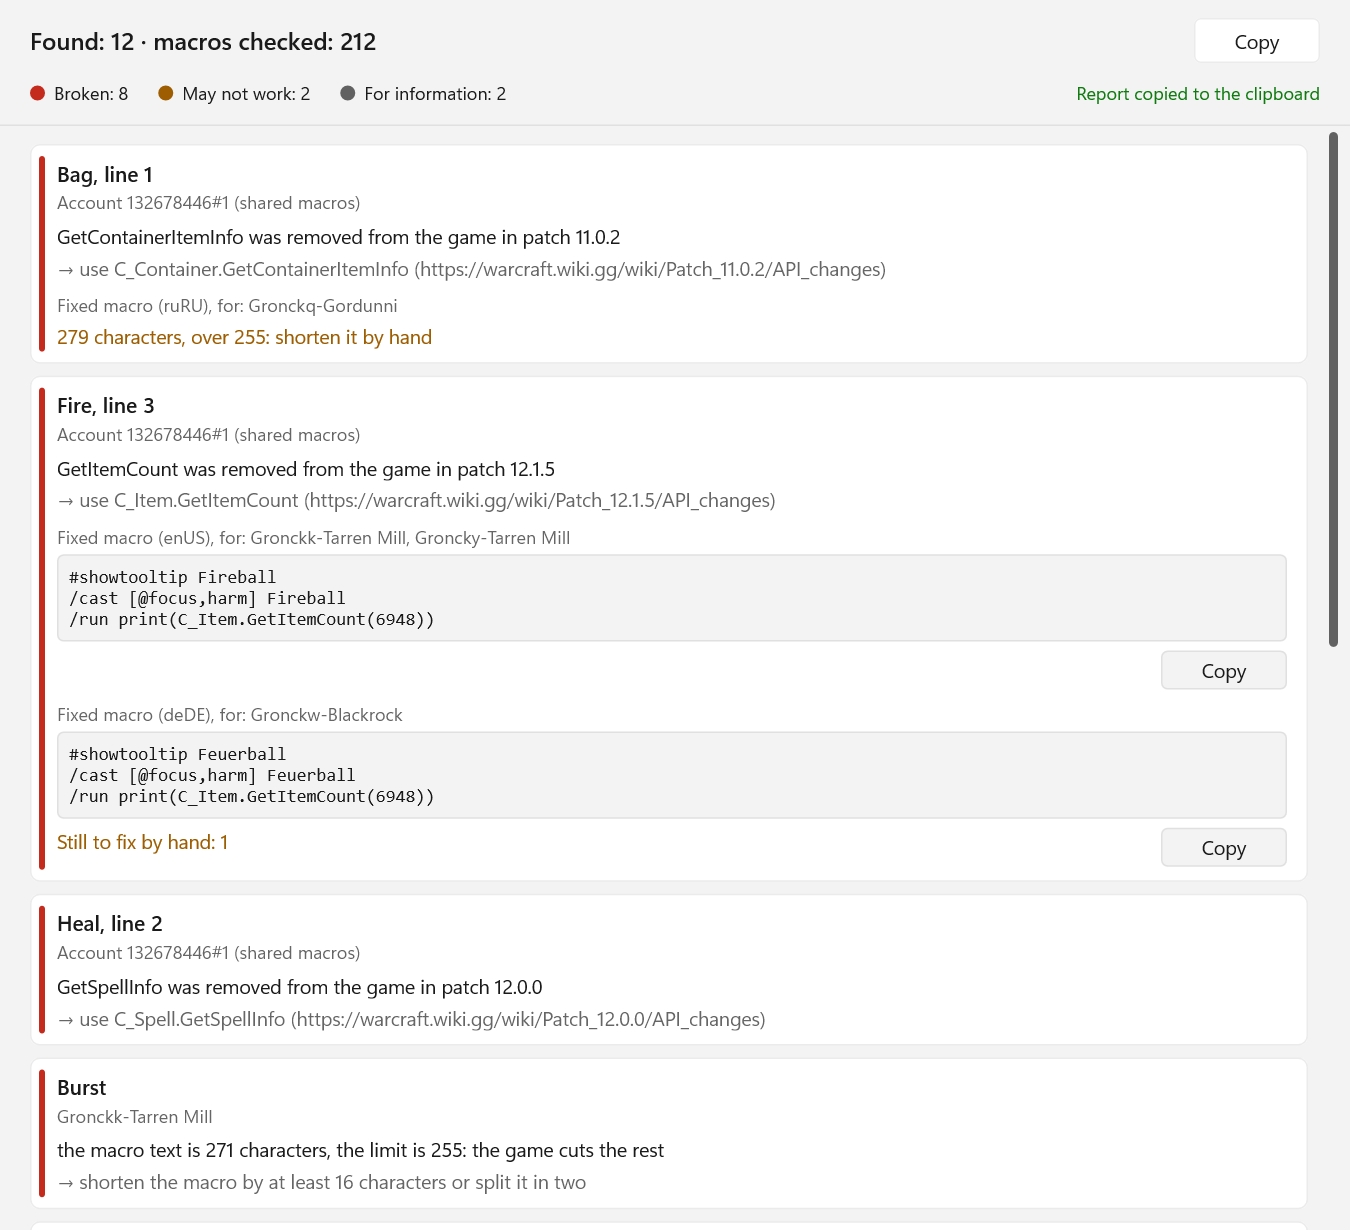 Found: 12 · macros checked: 212
Copy
Broken: 8
May not work: 2
For information: 2
Report copied to the clipboard
Bag, line 1
Account 132678446#1 (shared macros)
GetContainerItemInfo was removed from the game in patch 11.0.2
→ use C_Container.GetContainerItemInfo (https://warcraft.wiki.gg/wiki/Patch_11.0.2/API_changes)
Fixed macro (ruRU), for: Gronckq-Gordunni
279 characters, over 255: shorten it by hand
Fire, line 3
Account 132678446#1 (shared macros)
GetItemCount was removed from the game in patch 12.1.5
→ use C_Item.GetItemCount (https://warcraft.wiki.gg/wiki/Patch_12.1.5/API_changes)
Fixed macro (enUS), for: Gronckk-Tarren Mill, Groncky-Tarren Mill
#showtooltip Fireball
/cast [@focus,harm] Fireball
/run print(C_Item.GetItemCount(6948))
Copy
Fixed macro (deDE), for: Gronckw-Blackrock
#showtooltip Feuerball
/cast [@focus,harm] Feuerball
/run print(C_Item.GetItemCount(6948))
Still to fix by hand: 1
Copy
Heal, line 2
Account 132678446#1 (shared macros)
GetSpellInfo was removed from the game in patch 12.0.0
→ use C_Spell.GetSpellInfo (https://warcraft.wiki.gg/wiki/Patch_12.0.0/API_changes)
Burst
Gronckk-Tarren Mill
the macro text is 271 characters, the limit is 255: the game cuts the rest
→ shorten the macro by at least 16 characters or split it in two